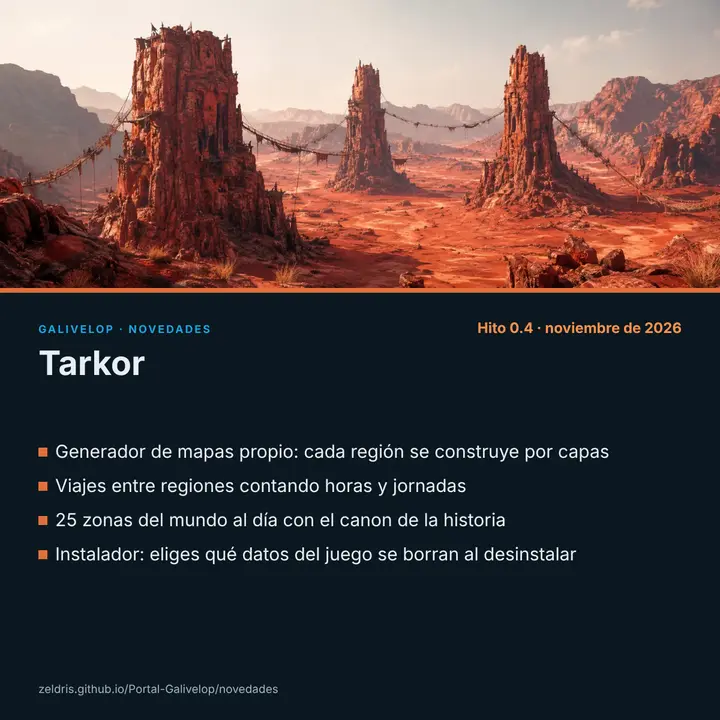 GALIVELOP · NOVEDADES
Hito 0.4 · noviembre de 2026
Tarkor
Generador de mapas propio: cada región se construye por capas
Viajes entre regiones contando horas y jornadas
25 zonas del mundo al día con el canon de la historia
Instalador: eliges qué datos del juego se borran al desinstalar
zeldris.github.io/Portal-Galivelop/novedades